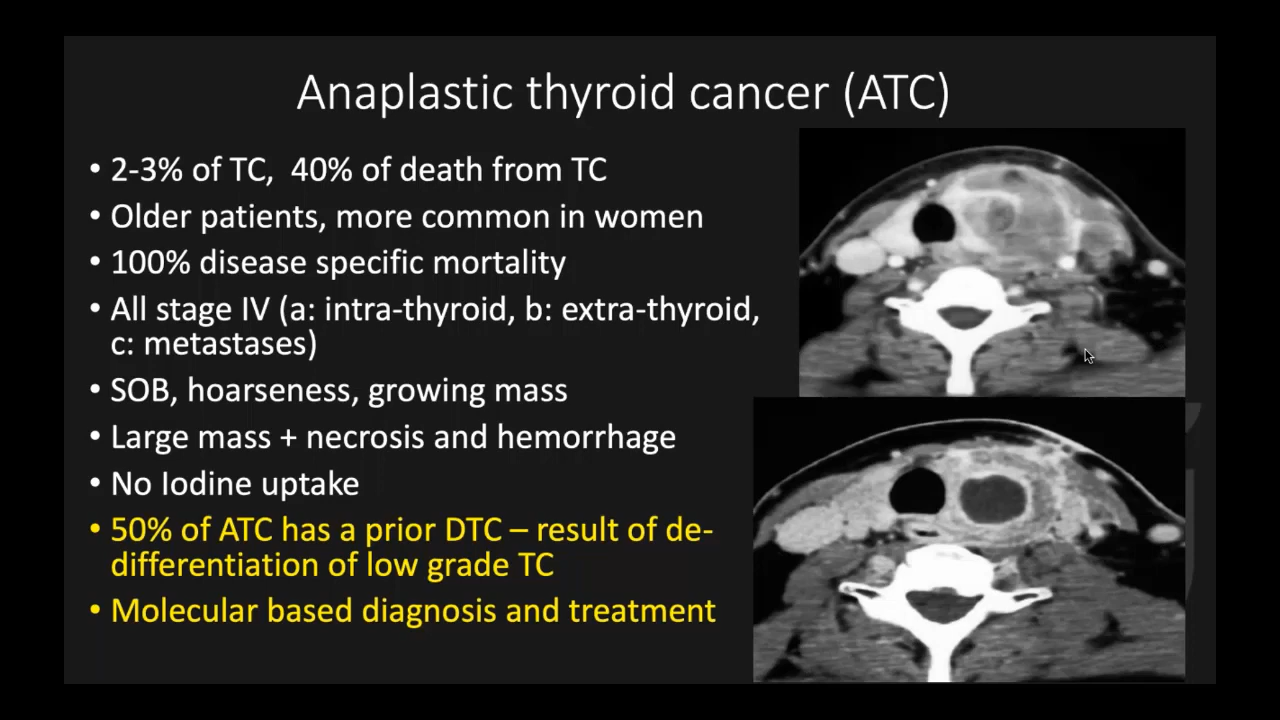 Anaplastic thyroid cancer (ATC)
• 2-3% of TC,  40% of death from TC
• Older patients, more common in women
• 100% disease specific mortality
• All stage IV (a: intra-thyroid, b: extra-thyroid,
c: metastases)
• SOB, hoarseness, growing mass
• Large mass + necrosis and hemorrhage
• No Iodine uptake
• 50% of ATC has a prior DTC – result of de-
differentiation of low grade TC
• Molecular based diagnosis and treatment